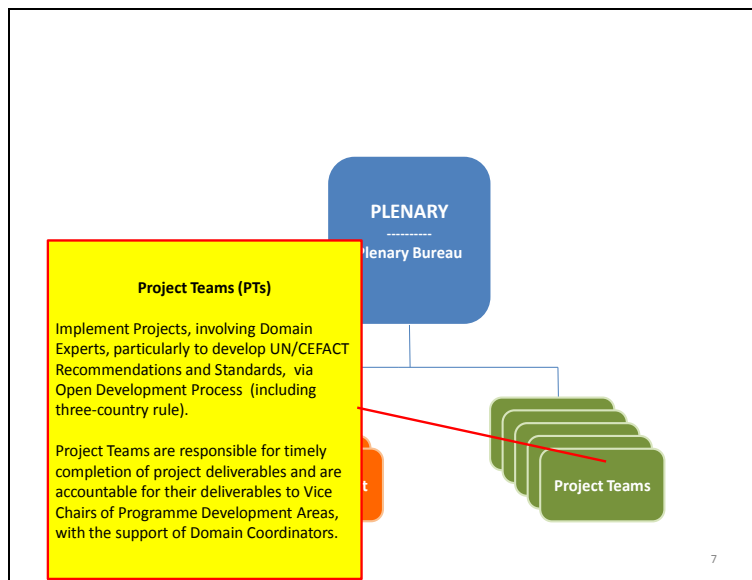 PLENARY
----------
Plenary Bureau
Project Teams (PTs)
Implement Projects, involving Domain
Experts, particularly to develop UN/CEFACT
Recommendations and Standards,  via
Open Development Process  (including
three-country rule).
Project Teams are responsible for timely
completion of project deliverables and are
accountable for their deliverables to Vice
Chairs of Programme Development Areas,
with the support of Domain Coordinators.
Project Teams
7